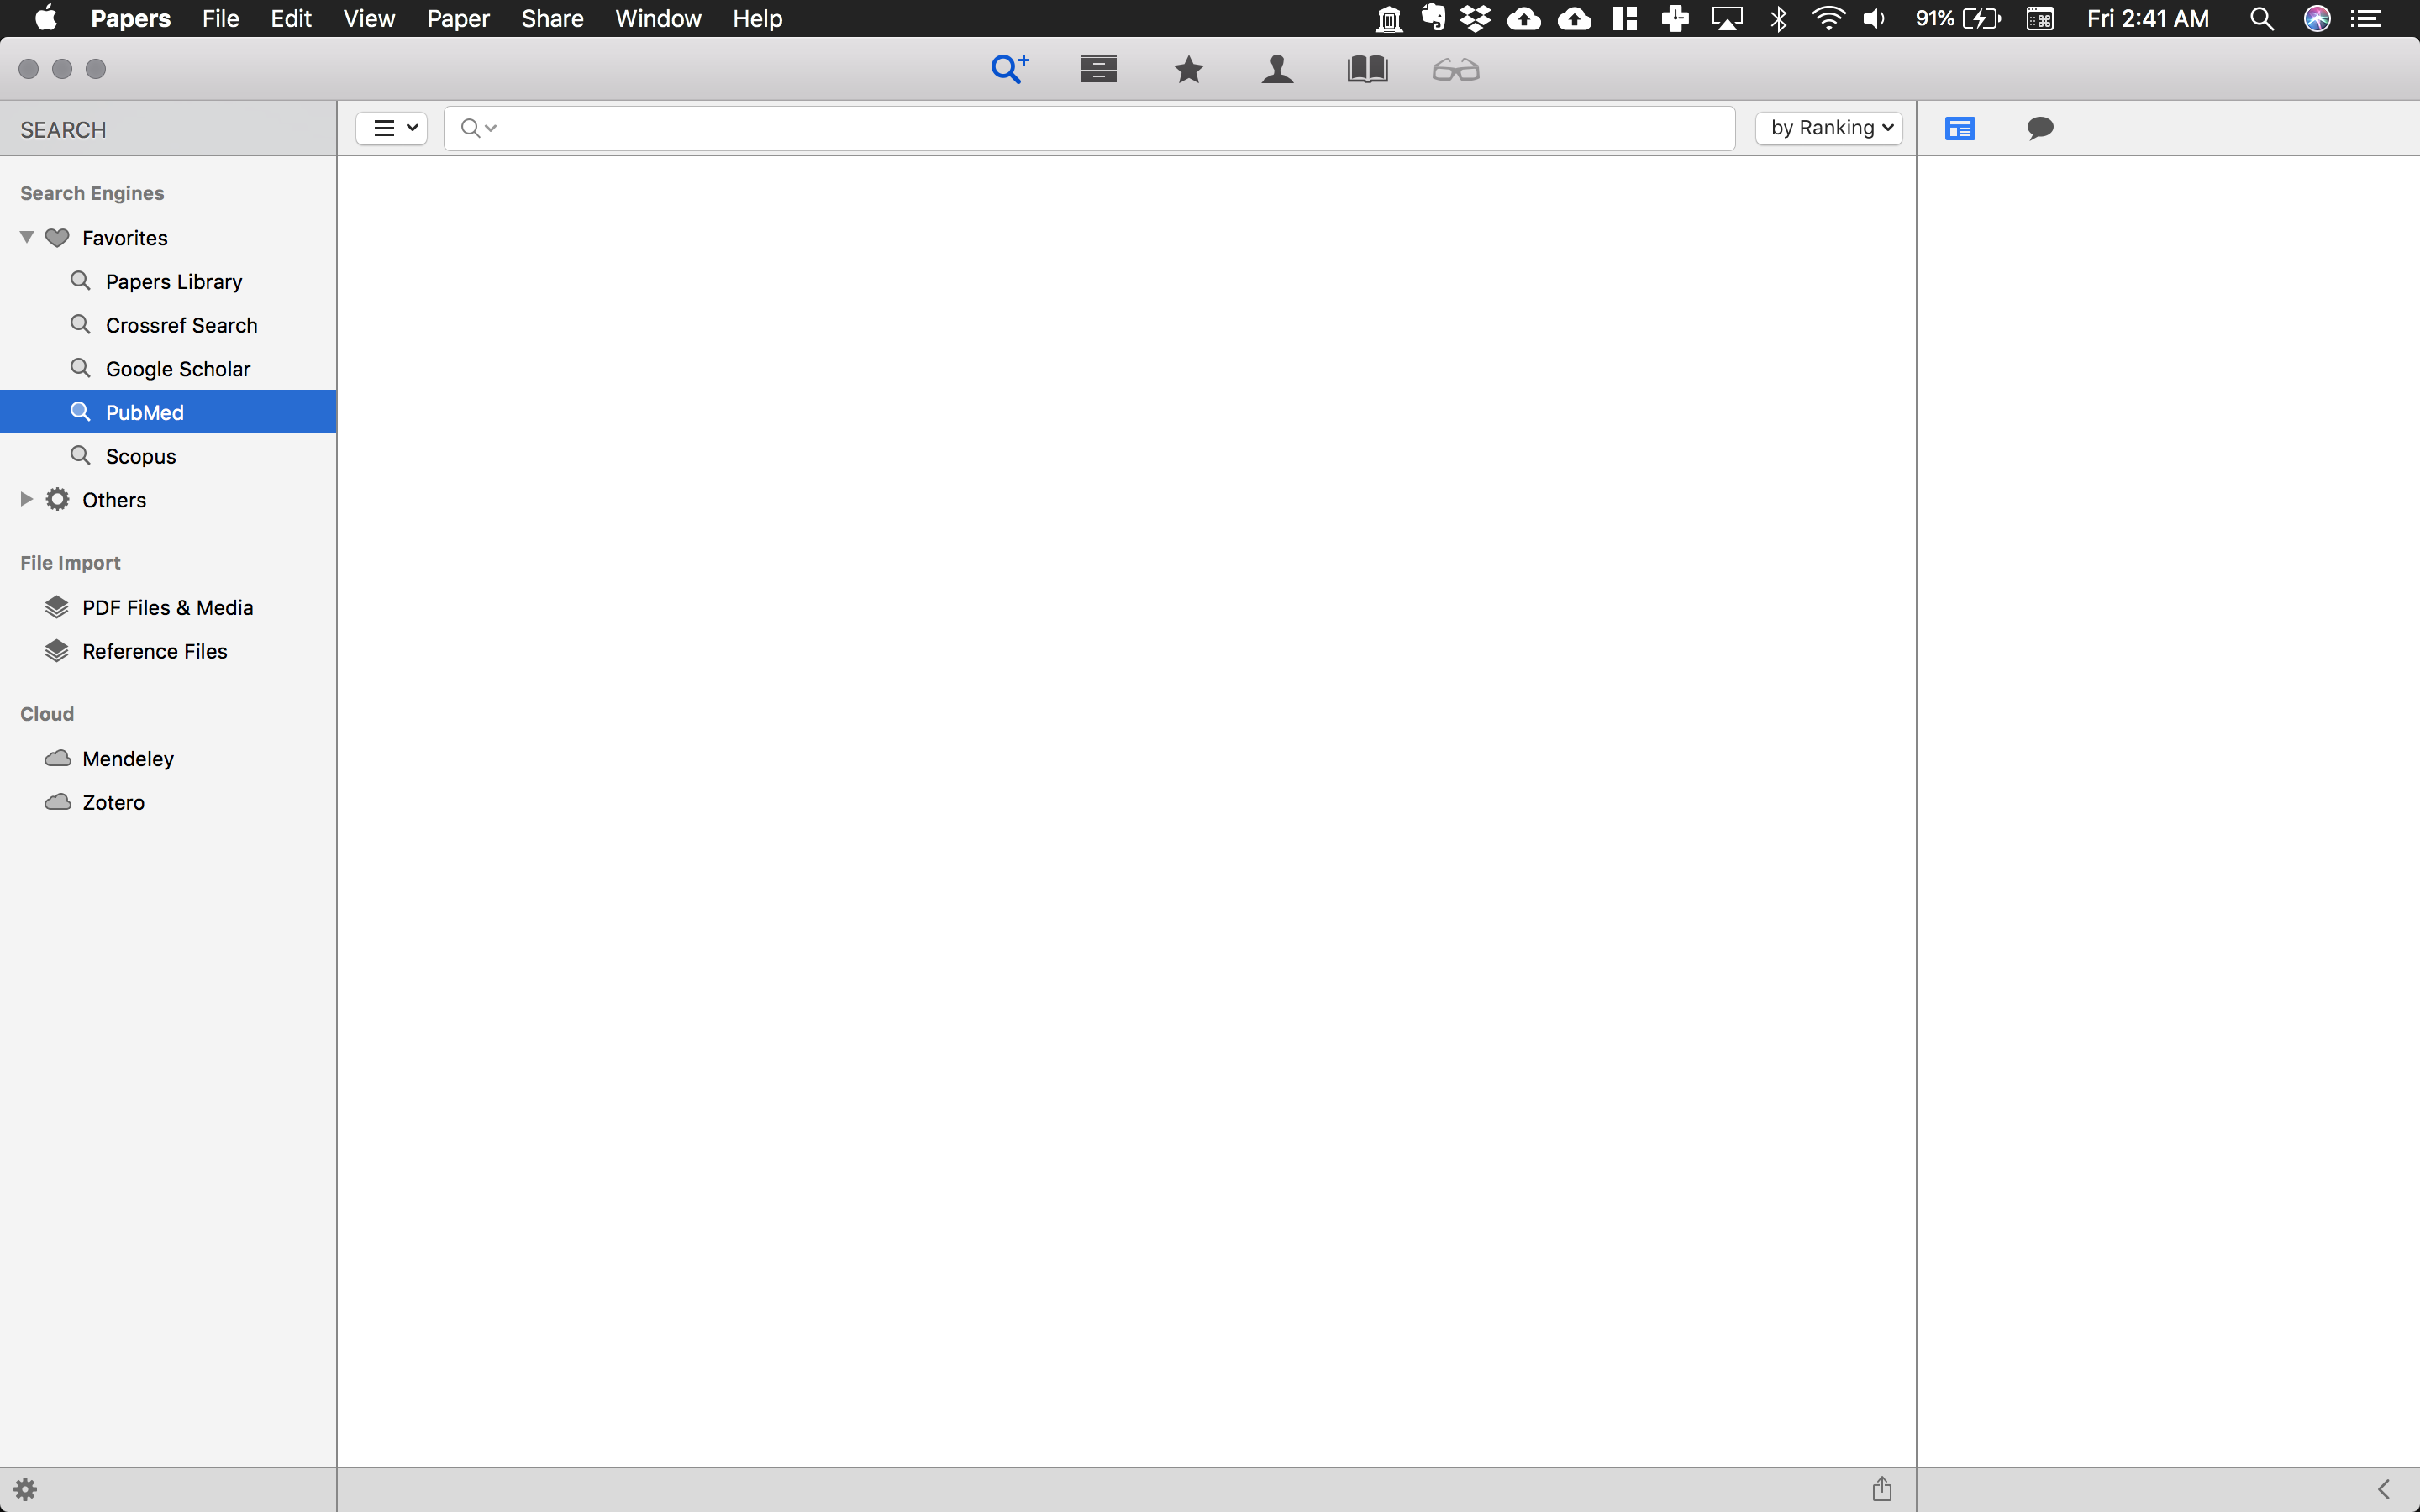 Papers File Edit View Paper Share Window Help 91% Fri 2:41 AM
SEARCH by Ranking
Search Engines
Favorites
Papers Library
Crossref Search
Google Scholar
PubMed
Scopus
Others
File Import
PDF Files & Media
Reference Files
Cloud
Mendeley
Zotero